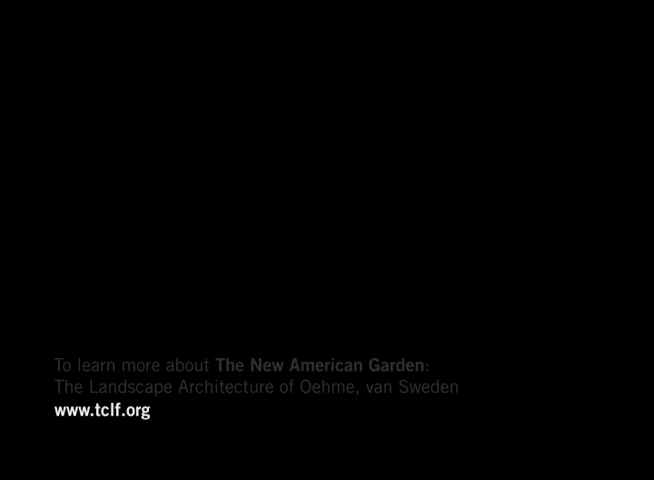 To learn more about The New American Garden:
The Landscape Architecture of Oehme, van Sweden
www.tclf.org